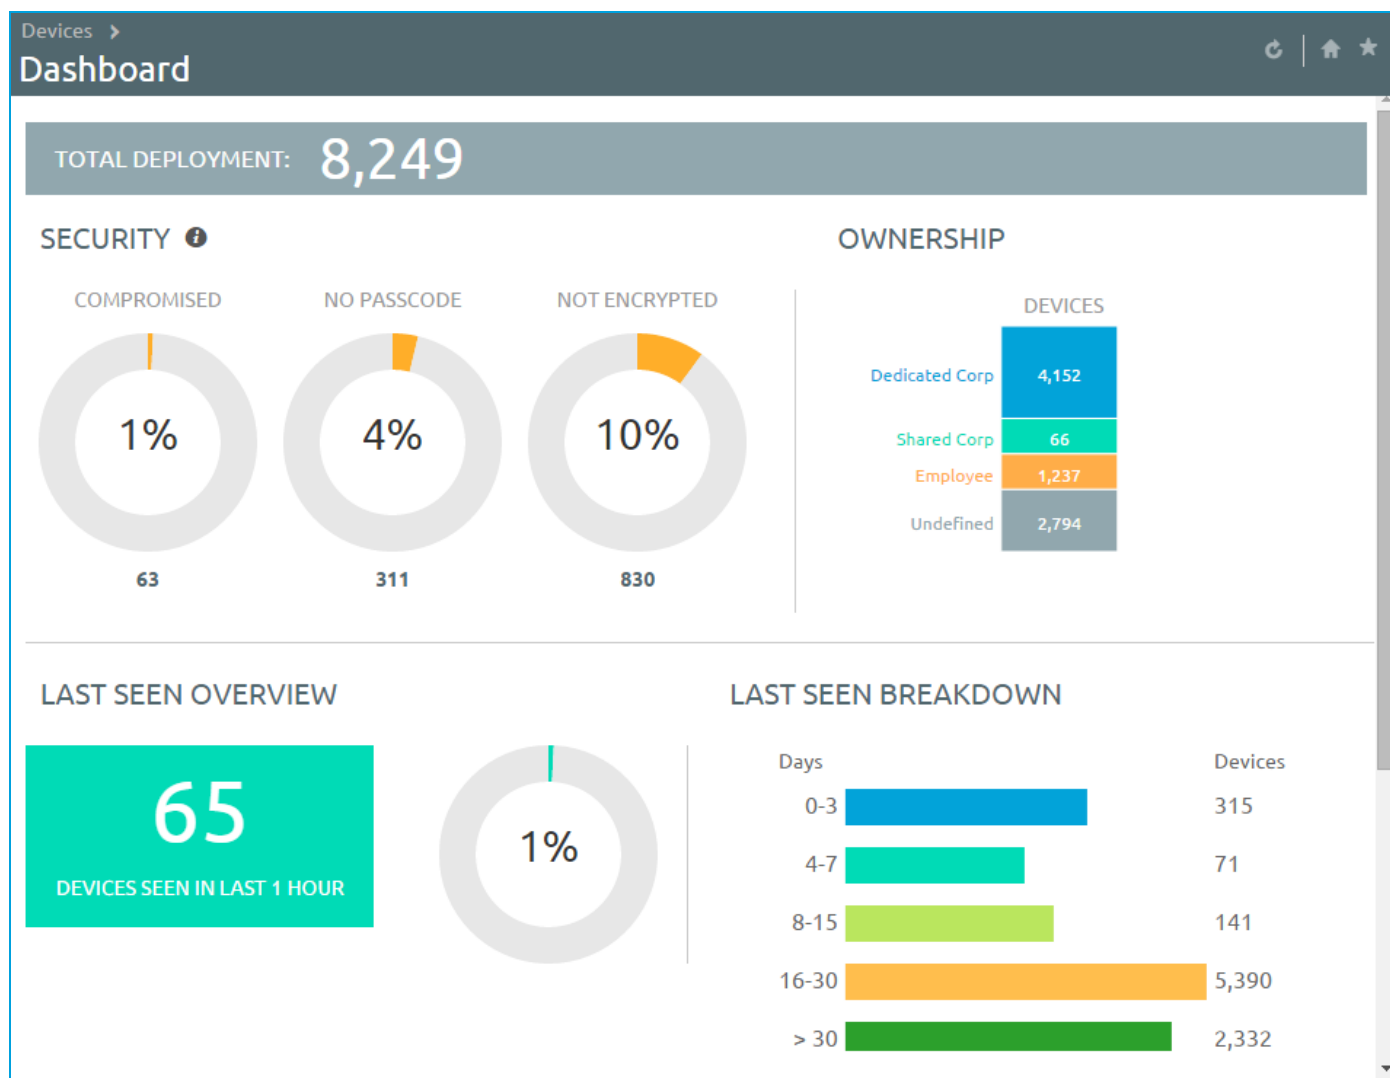 Devices
Dashboard
TOTAL DEPLOYMENT: 8,249
SECURITY
COMPROMISED
NO PASSCODE
NOT ENCRYPTED
1%
4%
10%
63
311
830
OWNERSHIP
DEVICES
Dedicated Corp 4,152
Shared Corp 66
Employee 1,237
Undefined 2,794
LAST SEEN OVERVIEW
65
DEVICES SEEN IN LAST 1 HOUR
1%
LAST SEEN BREAKDOWN
Days Devices
0-3 315
4-7 71
8-15 141
16-30 5,390
> 30 2,332